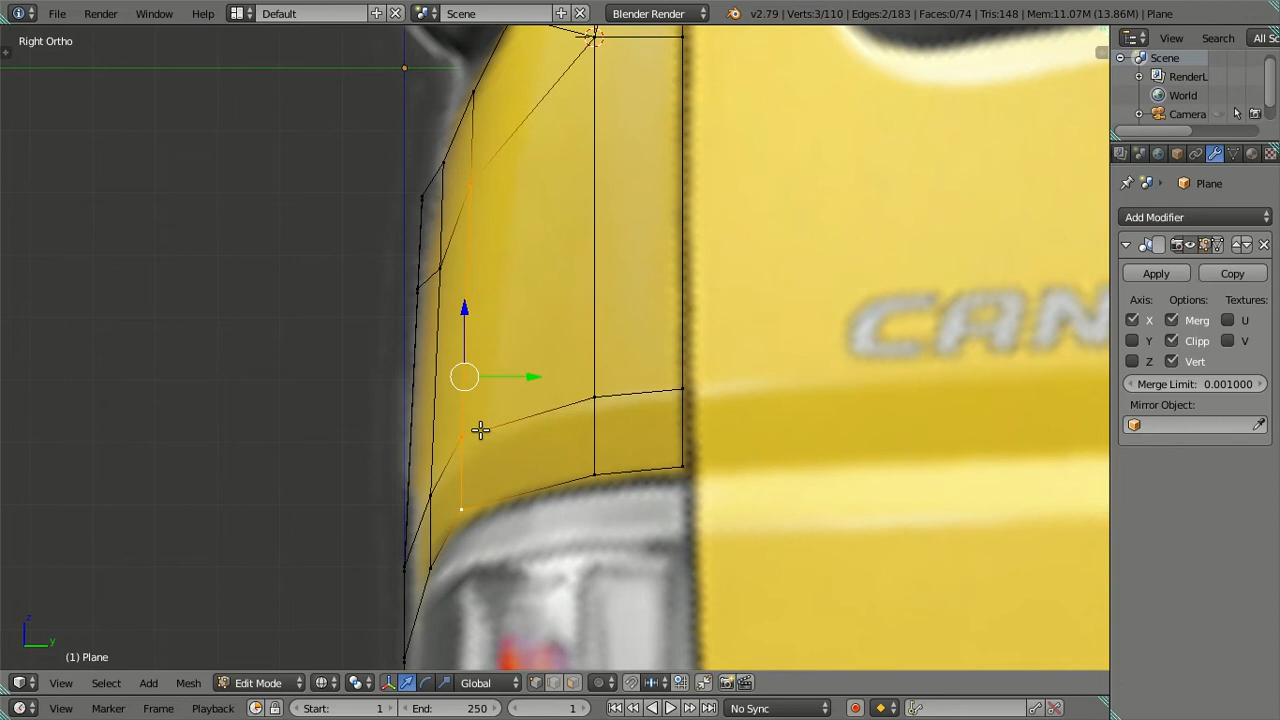 File Render Window Help Default Scene Blender Render v2.79 | Verts:3/110 | Edges:2/183 | Faces:0/74 | Tris:148 | Mem:11.07M (13.86M) | Plane
Right Ortho
View Search All Sc
Scene
RenderL
World
Camera
Plane
Add Modifier
Apply Copy
Axis: Options: Textures:
X Merg U
Y Clipp V
Z Vert
Merge Limit: 0.001000
Mirror Object:
CAN
z
y
(1) Plane
View Select Add Mesh Edit Mode Global
View Marker Frame Playback Start: 1 End: 250 1 No Sync